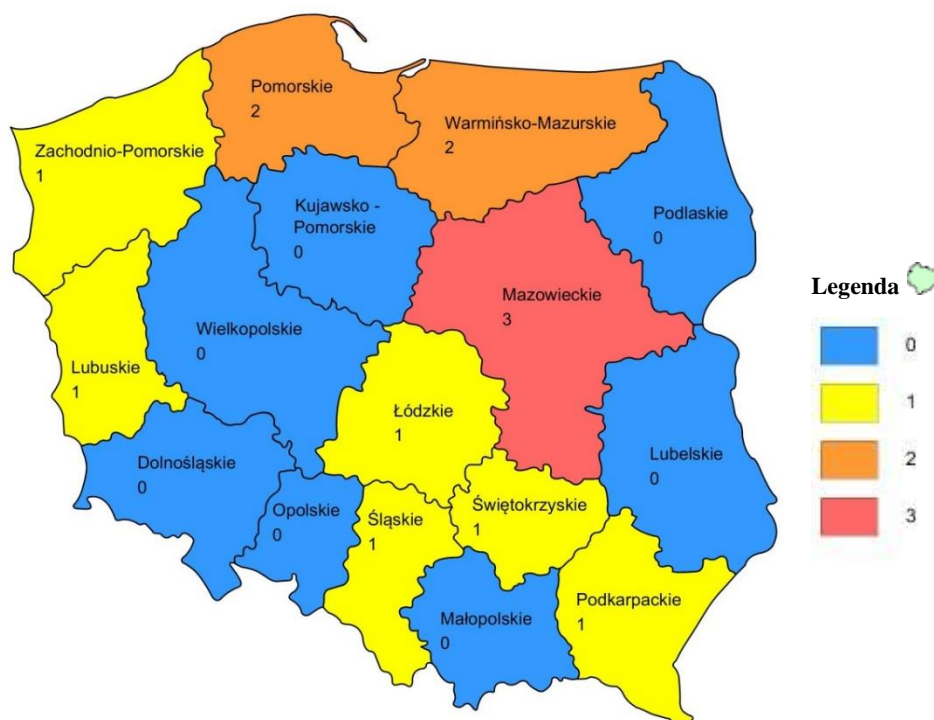 Pomorskie
2
Warmińsko-Mazurskie
2
Zachodnio-Pomorskie
1
Kujawsko -
Pomorskie
0
Podlaskie
0
Mazowieckie
3
Wielkopolskie
0
Lubuskie
1
Łódzkie
1
Lubelskie
0
Dolnośląskie
0
Opolskie
0
Śląskie
1
Świętokrzyskie
1
Małopolskie
0
Podkarpackie
1
Legenda
0
1
2
3